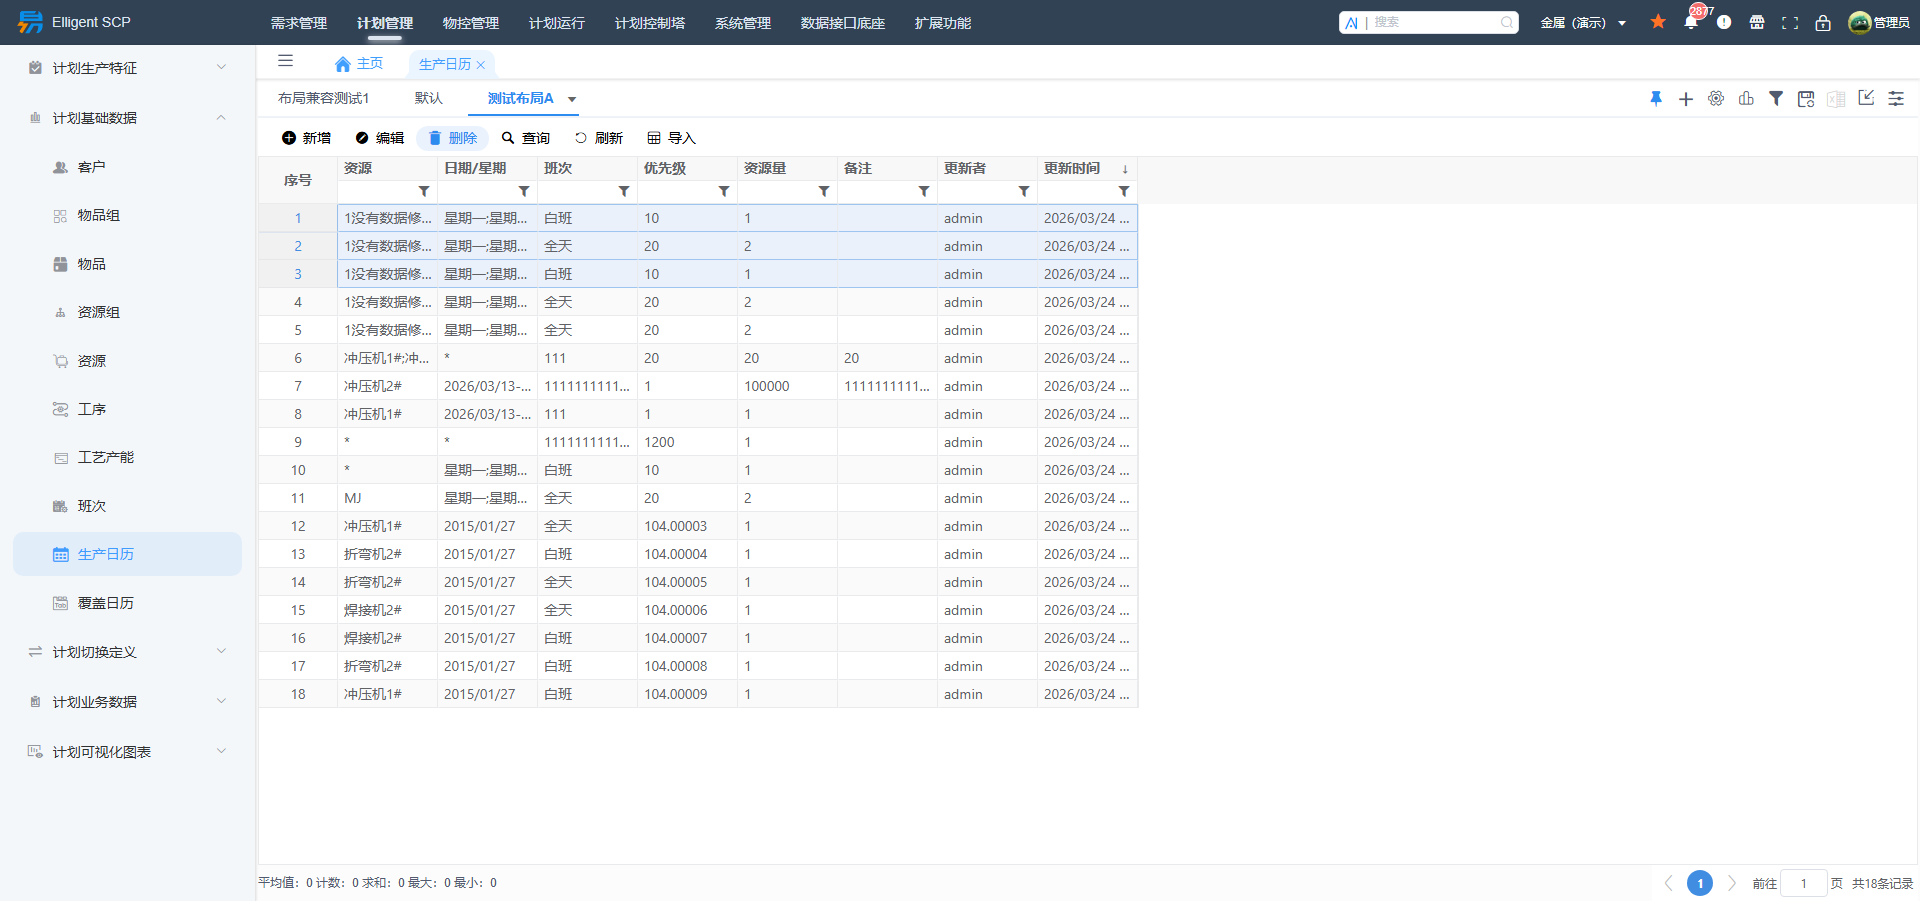 Elligent SCP 需求管理 计划管理 物控管理 计划运行 计划控制塔 系统管理 数据接口底座 扩展功能 AI | 搜索 金属（演示） 2877 管理员
计划生产特征
计划基础数据
客户
物品组
物品
资源组
资源
工序
工艺产能
班次
生产日历
覆盖日历
计划切换定义
计划业务数据
计划可视化图表
主页 生产日历
布局兼容测试1 默认 测试布局A
新增 编辑 删除 查询 刷新 导入
序号 资源 日期/星期 班次 优先级 资源量 备注 更新者 更新时间 ↓
1 1没有数据修... 星期一;星期... 白班 10 1 admin 2026/03/24 ...
2 1没有数据修... 星期一;星期... 全天 20 2 admin 2026/03/24 ...
3 1没有数据修... 星期一;星期... 白班 10 1 admin 2026/03/24 ...
4 1没有数据修... 星期一;星期... 全天 20 2 admin 2026/03/24 ...
5 1没有数据修... 星期一;星期... 全天 20 2 admin 2026/03/24 ...
6 冲压机1#;冲... * 111 20 20 20 admin 2026/03/24 ...
7 冲压机2# 2026/03/13-... 1111111111... 1 100000 1111111111... admin 2026/03/24 ...
8 冲压机1# 2026/03/13-... 111 1 1 admin 2026/03/24 ...
9 * * 1111111111... 1200 1 admin 2026/03/24 ...
10 * 星期一;星期... 白班 10 1 admin 2026/03/24 ...
11 MJ 星期一;星期... 全天 20 2 admin 2026/03/24 ...
12 冲压机1# 2015/01/27 全天 104.00003 1 admin 2026/03/24 ...
13 折弯机2# 2015/01/27 白班 104.00004 1 admin 2026/03/24 ...
14 折弯机2# 2015/01/27 全天 104.00005 1 admin 2026/03/24 ...
15 焊接机2# 2015/01/27 全天 104.00006 1 admin 2026/03/24 ...
16 焊接机2# 2015/01/27 白班 104.00007 1 admin 2026/03/24 ...
17 折弯机2# 2015/01/27 白班 104.00008 1 admin 2026/03/24 ...
18 冲压机1# 2015/01/27 白班 104.00009 1 admin 2026/03/24 ...
平均值：0 计数：0 求和：0 最大：0 最小：0 1 前往 1 页 共18条记录